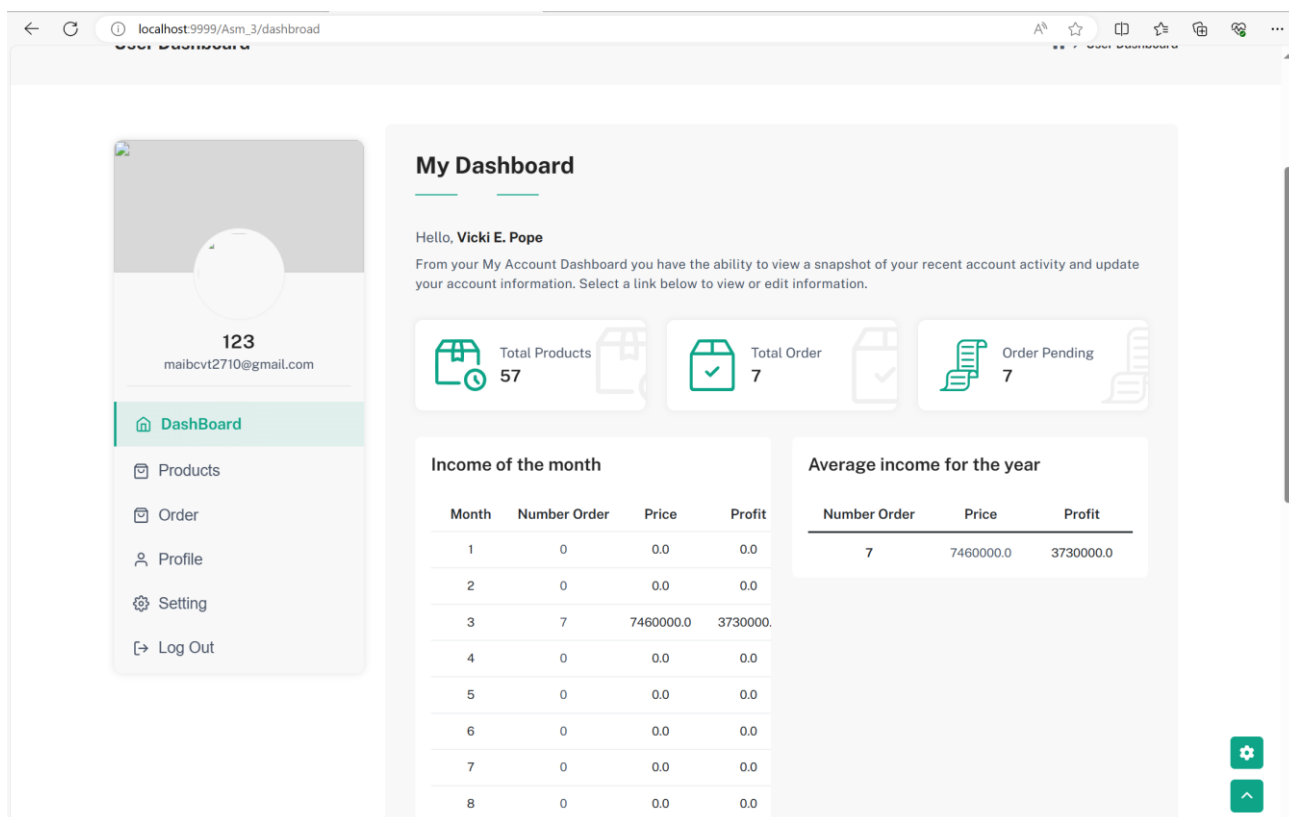 localhost:9999/Asm_3/dashbroad
User Dashboard
User Dashboard
My Dashboard
Hello, Vicki E. Pope
From your My Account Dashboard you have the ability to view a snapshot of your recent account activity and update
your account information. Select a link below to view or edit information.
123
maibcvt2710@gmail.com
DashBoard
Products
Order
Profile
Setting
Log Out
Total Products
57
Total Order
7
Order Pending
7
Income of the month
Month Number Order Price Profit
1 0 0.0 0.0
2 0 0.0 0.0
3 7 7460000.0 3730000.
4 0 0.0 0.0
5 0 0.0 0.0
6 0 0.0 0.0
7 0 0.0 0.0
8 0 0.0 0.0
Average income for the year
Number Order Price Profit
7 7460000.0 3730000.0